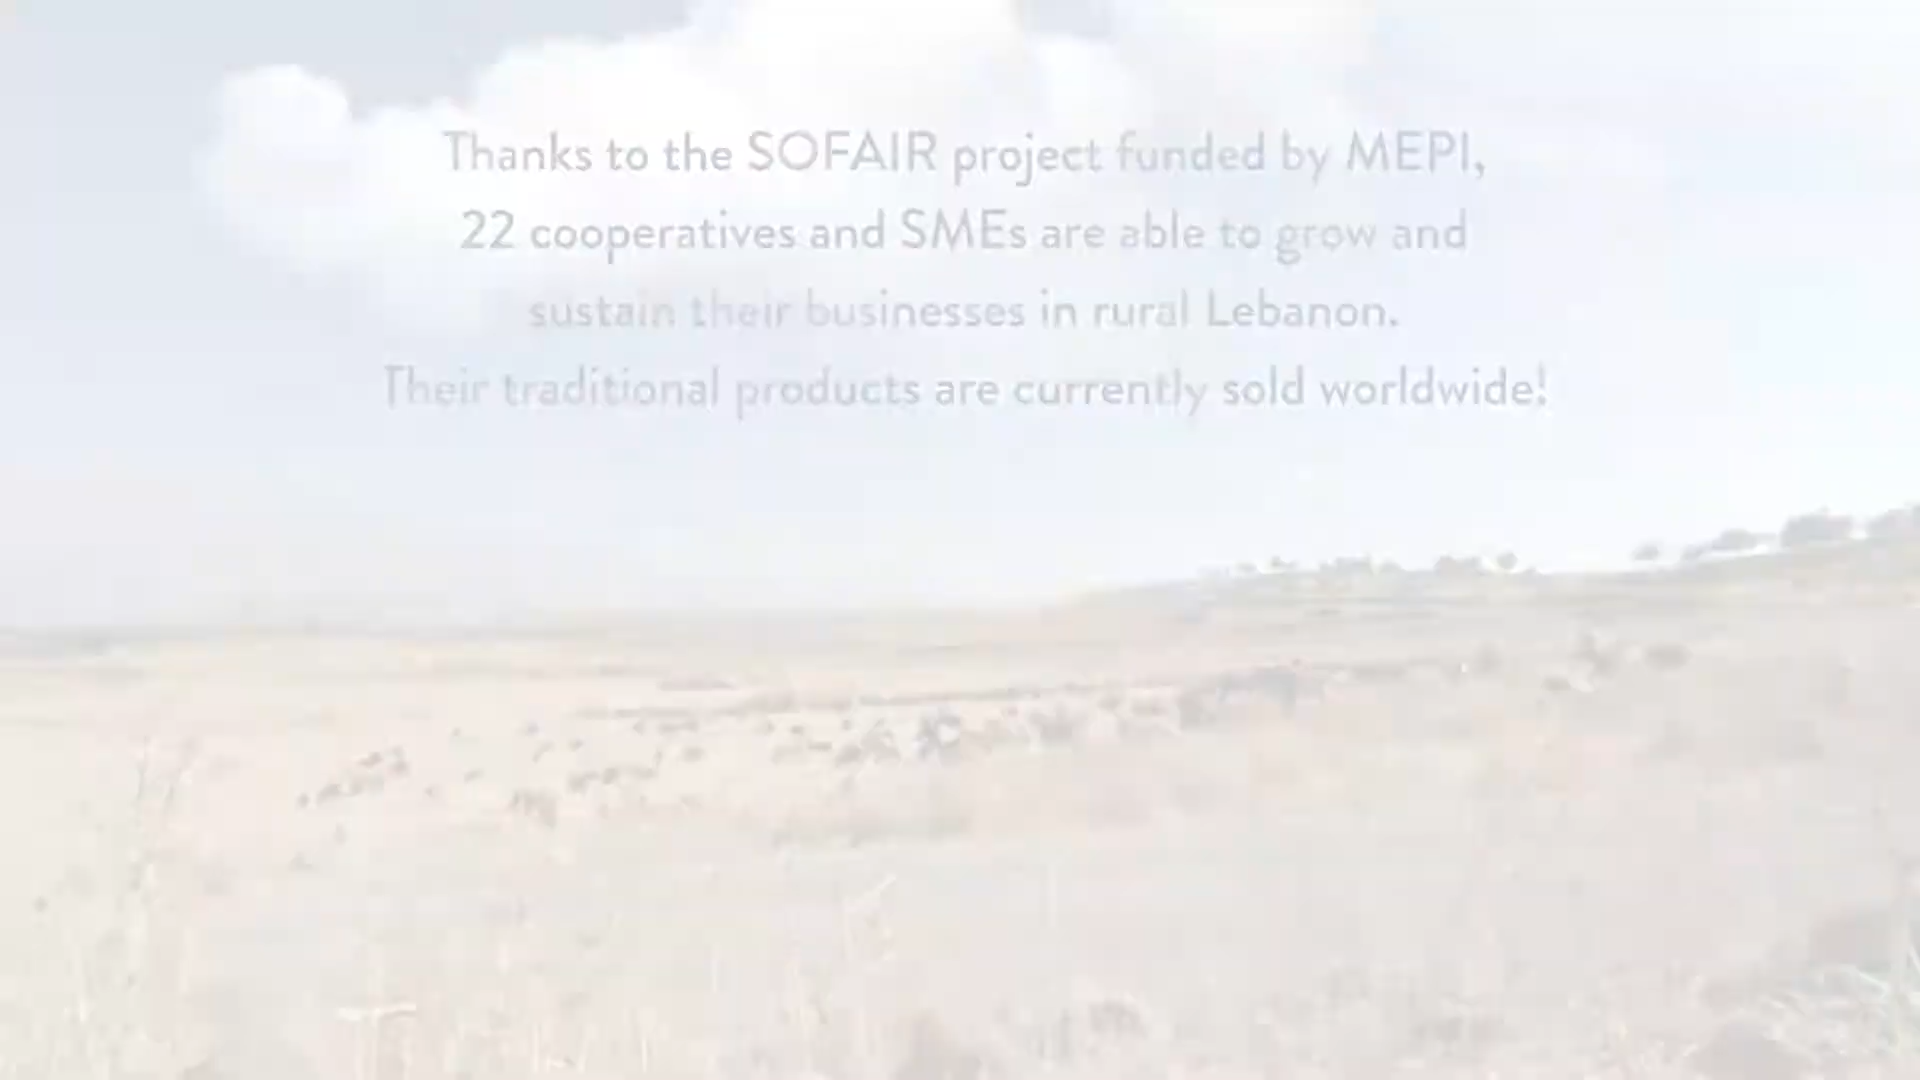 Thanks to the SOFAIR project funded by MEPI,
22 cooperatives and SMEs are able to grow and
sustain their businesses in rural Lebanon.
Their traditional products are currently sold worldwide!